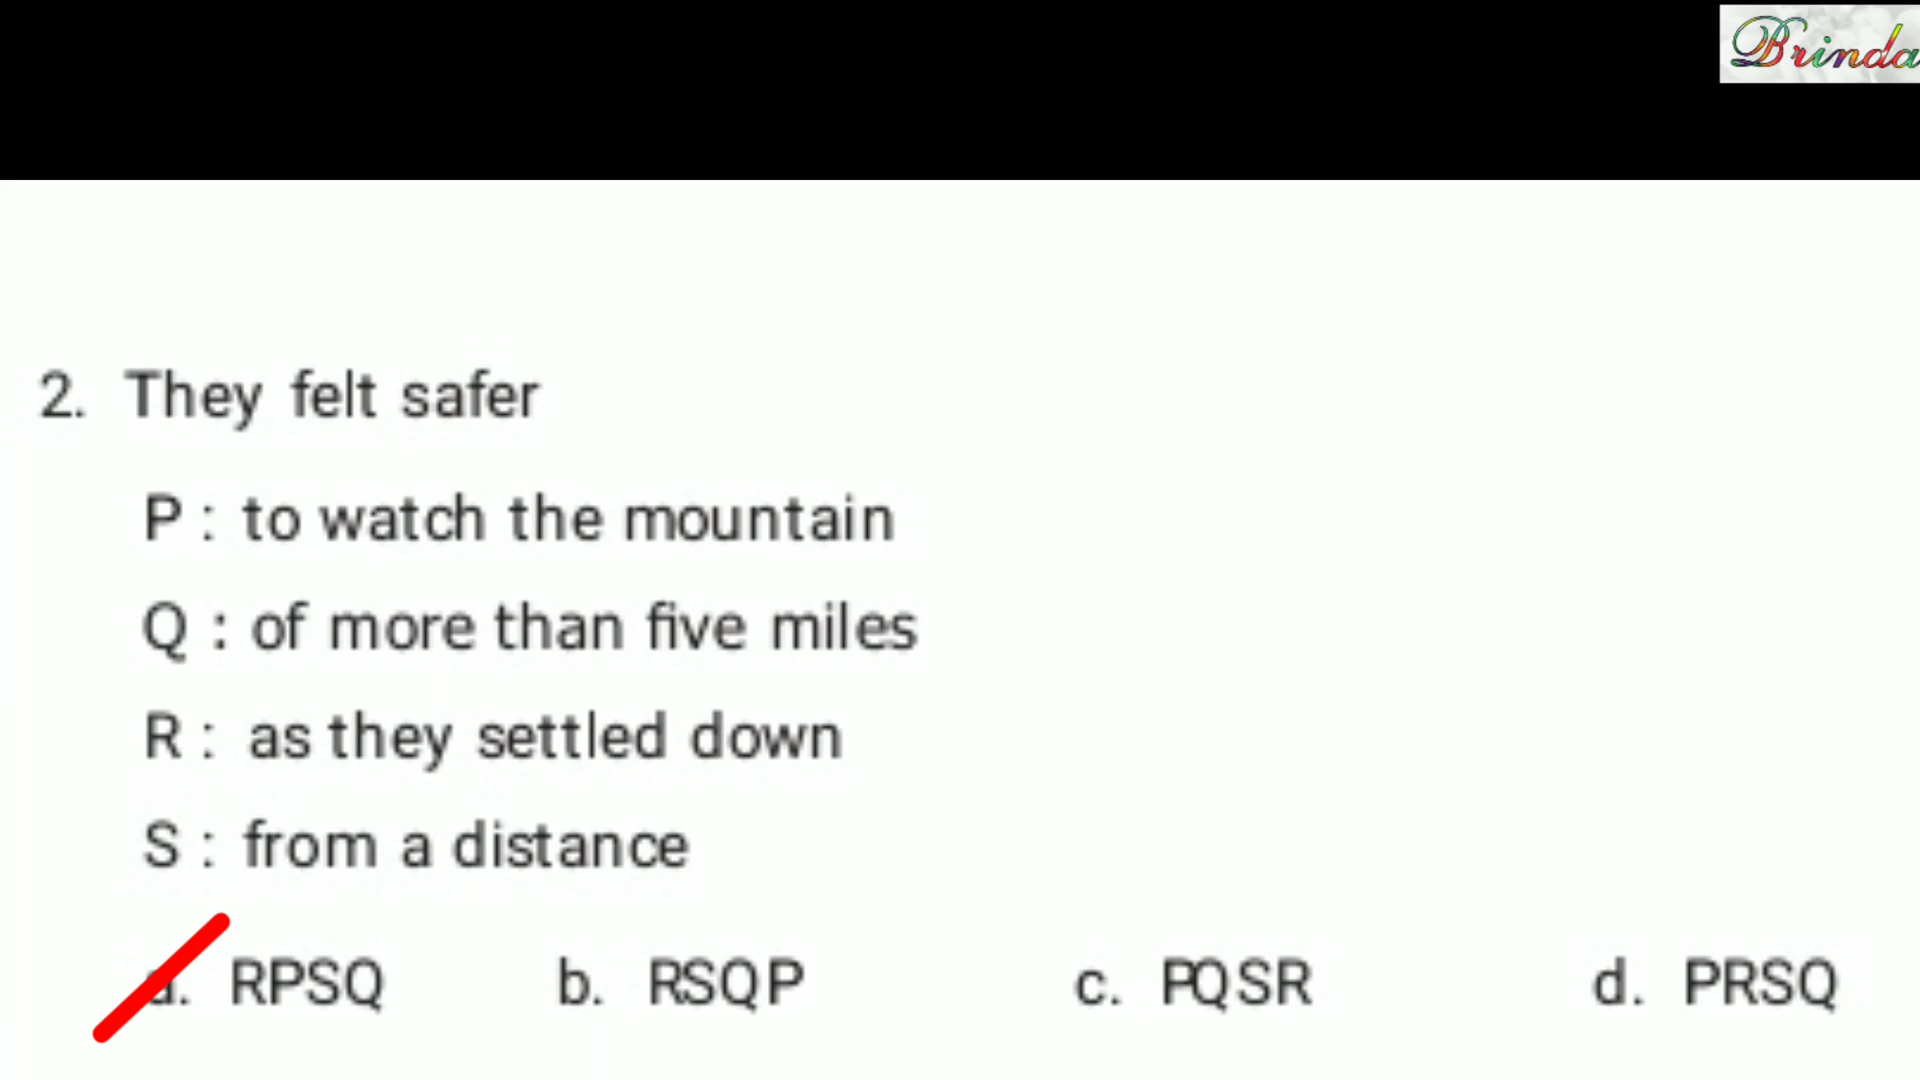 Brinda
2. They felt safer
P : to watch the mountain
Q : of more than five miles
R : as they settled down
S : from a distance
a. RPSQ b. RSQP c. PQSR d. PRSQ